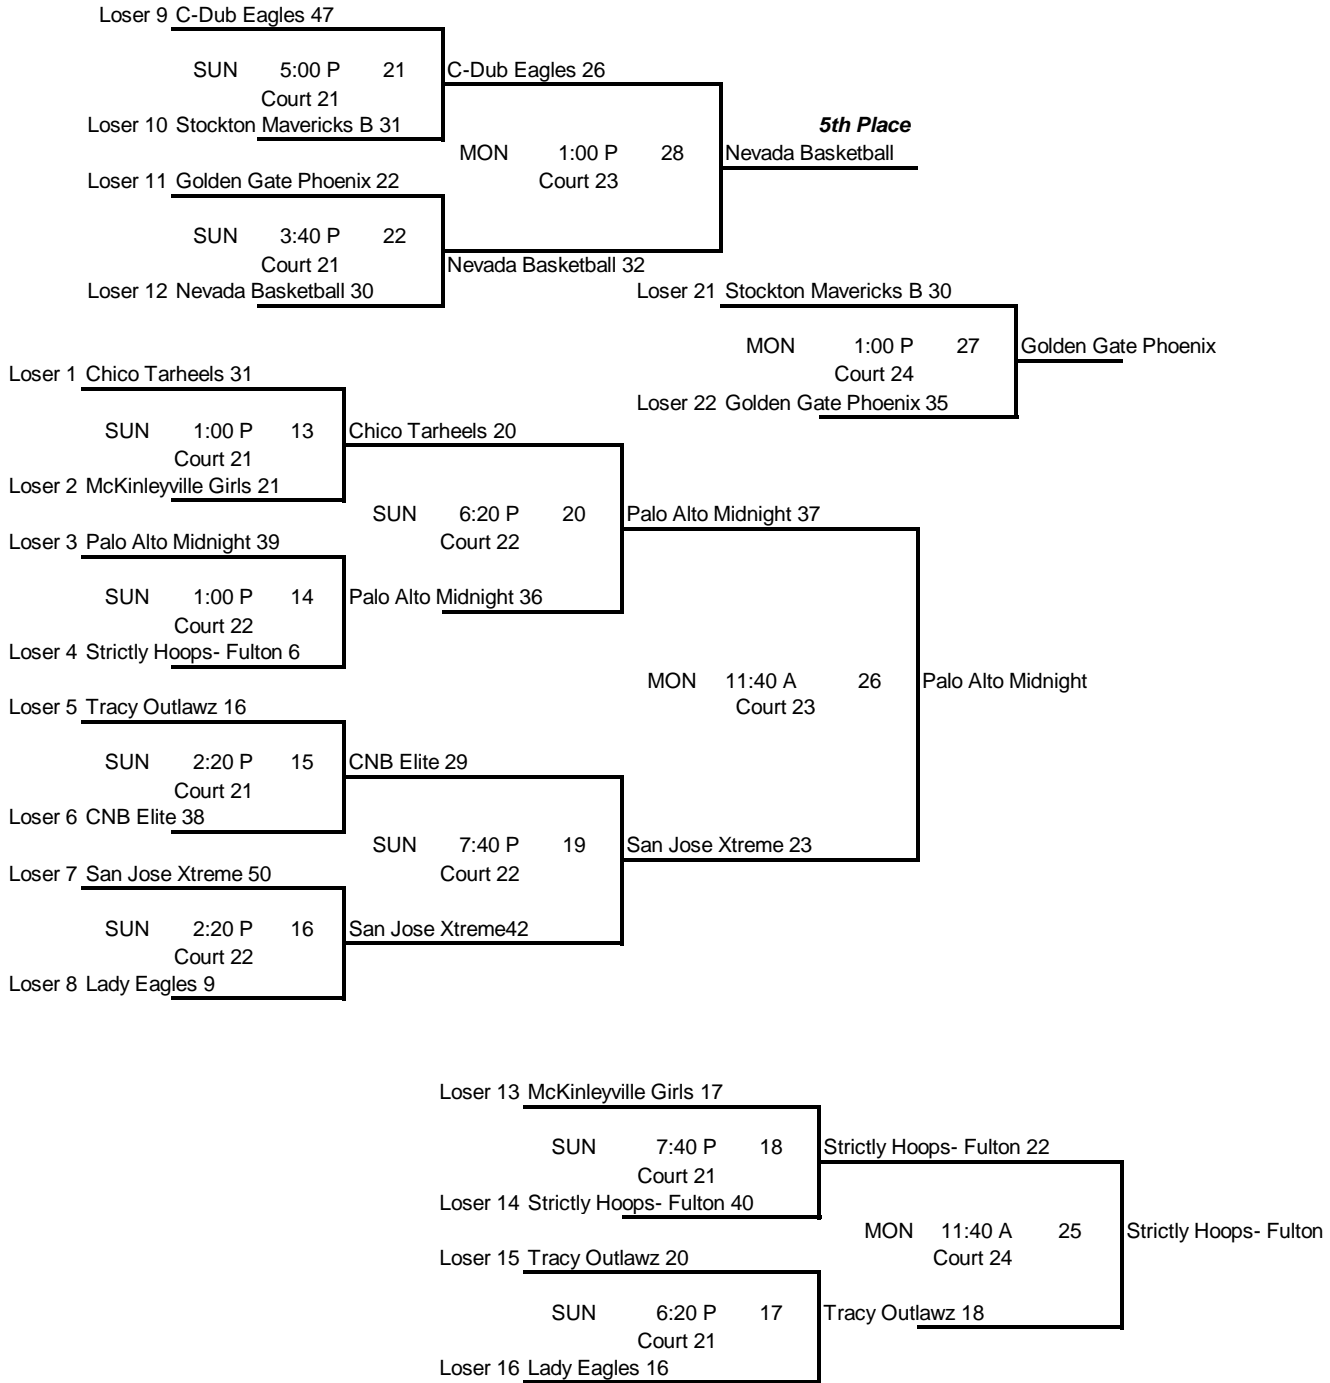 Loser 9 C-Dub Eagles 47
SUN 5:00 P 21 C-Dub Eagles 26
Court 21
Loser 10 Stockton Mavericks B 31 5th Place
MON 1:00 P 28 Nevada Basketball
Loser 11 Golden Gate Phoenix 22 Court 23
SUN 3:40 P 22
Court 21 Nevada Basketball 32
Loser 12 Nevada Basketball 30 Loser 21 Stockton Mavericks B 30
MON 1:00 P 27 Golden Gate Phoenix
Loser 1 Chico Tarheels 31 Court 24
Loser 22 Golden Gate Phoenix 35
SUN 1:00 P 13 Chico Tarheels 20
Court 21
Loser 2 McKinleyville Girls 21
SUN 6:20 P 20 Palo Alto Midnight 37
Loser 3 Palo Alto Midnight 39 Court 22
SUN 1:00 P 14 Palo Alto Midnight 36
Court 22
Loser 4 Strictly Hoops- Fulton 6
MON 11:40 A 26 Palo Alto Midnight
Loser 5 Tracy Outlawz 16 Court 23
SUN 2:20 P 15 CNB Elite 29
Court 21
Loser 6 CNB Elite 38
SUN 7:40 P 19 San Jose Xtreme 23
Loser 7 San Jose Xtreme 50 Court 22
SUN 2:20 P 16 San Jose Xtreme42
Court 22
Loser 8 Lady Eagles 9
Loser 13 McKinleyville Girls 17
SUN 7:40 P 18 Strictly Hoops- Fulton 22
Court 21
Loser 14 Strictly Hoops- Fulton 40
MON 11:40 A 25 Strictly Hoops- Fulton
Loser 15 Tracy Outlawz 20 Court 24
SUN 6:20 P 17 Tracy Outlawz 18
Court 21
Loser 16 Lady Eagles 16